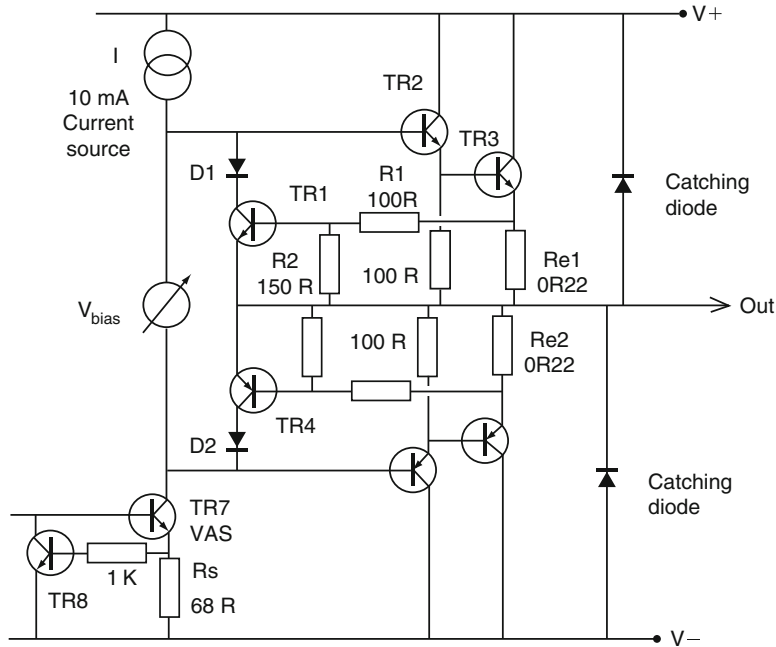 V+
I
10 mA
Current
source
TR2
TR3
D1
TR1
R1
100R
Catching
diode
R2
150 R
100 R
Re1
0R22
V_bias
Out
100 R
Re2
0R22
TR4
D2
TR7
VAS
Catching
diode
1 K
Rs
68 R
TR8
V−